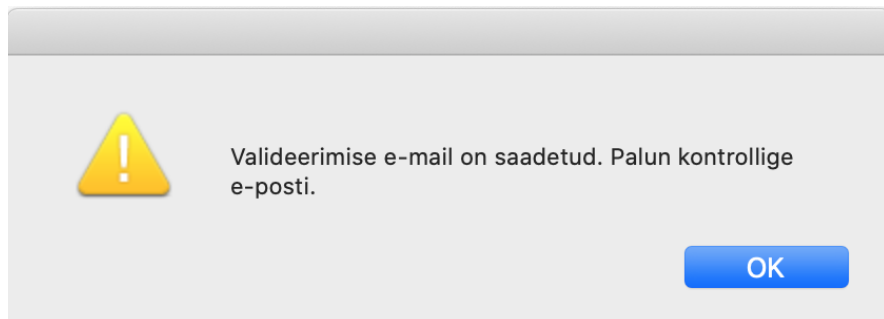 Valideerimise e-mail on saadetud. Palun kontrollige
e-posti.
OK